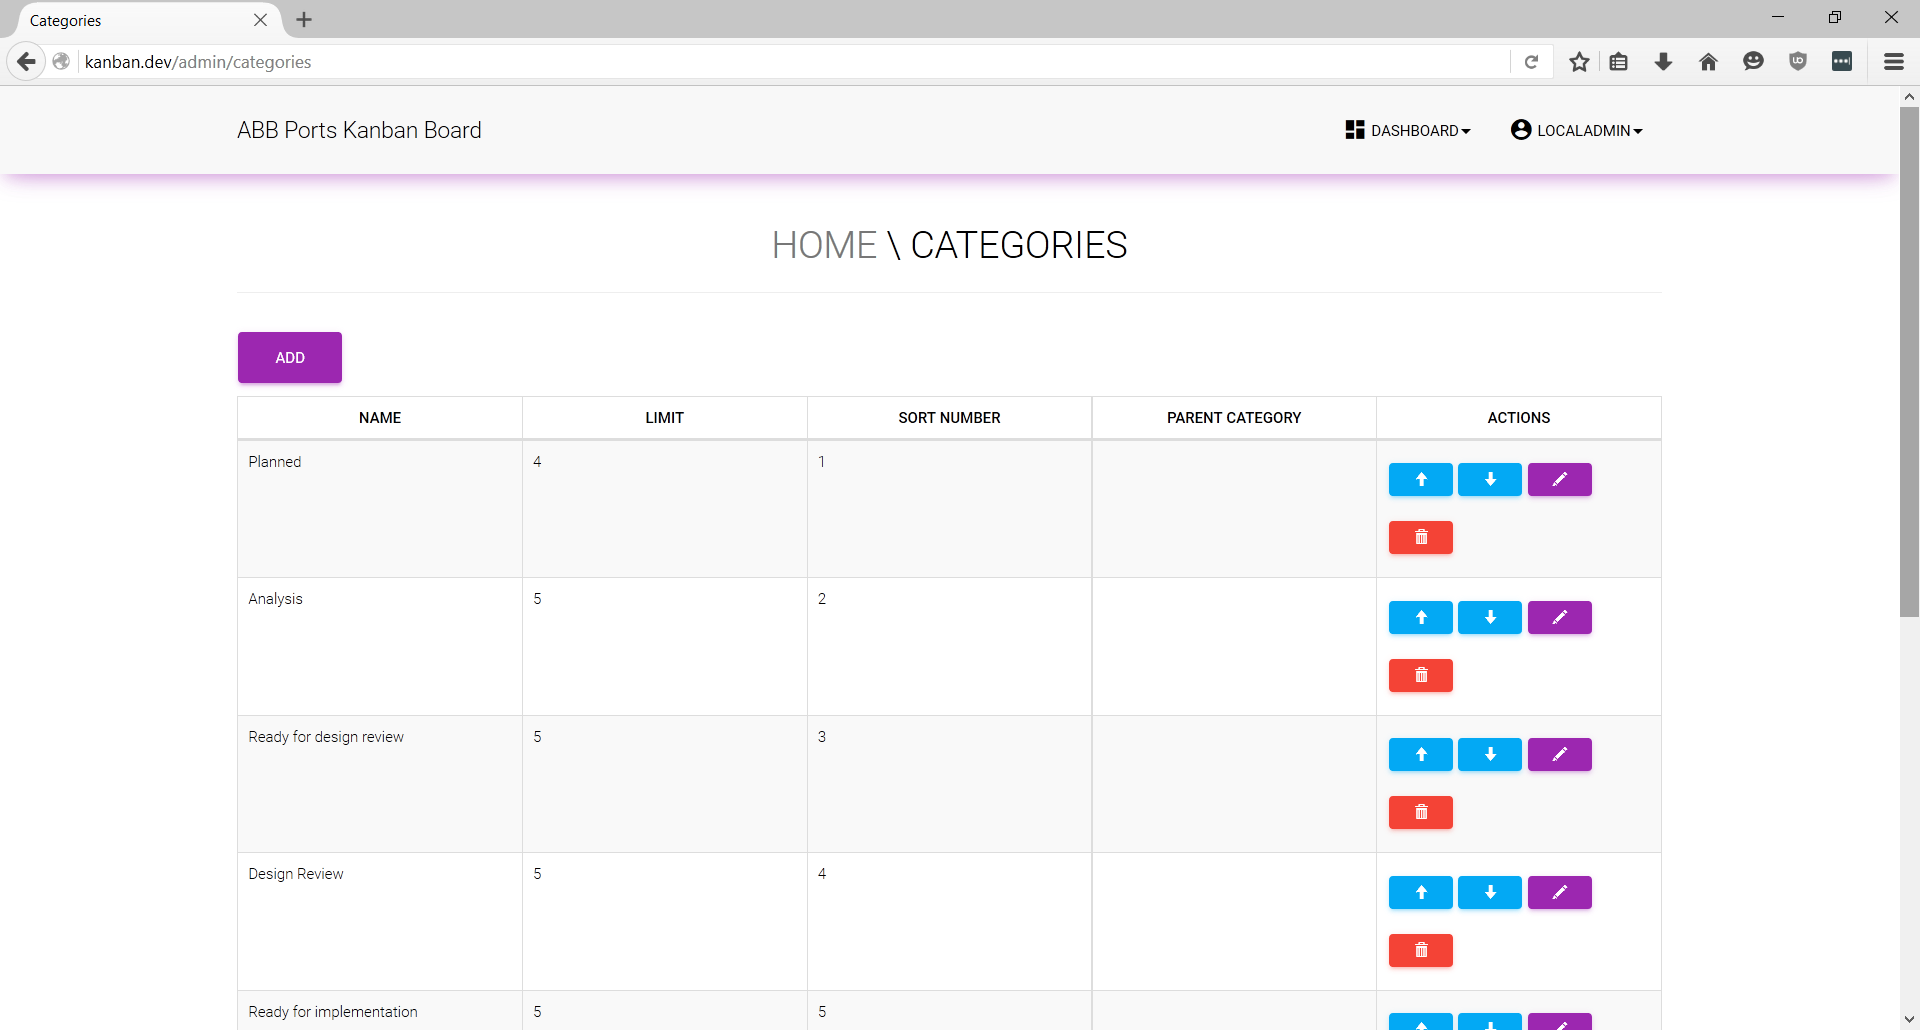 Categories
kanban.dev/admin/categories
ABB Ports Kanban Board
DASHBOARD
LOCALADMIN
HOME \ CATEGORIES
ADD
NAME LIMIT SORT NUMBER PARENT CATEGORY ACTIONS
Planned 4 1
Analysis 5 2
Ready for design review 5 3
Design Review 5 4
Ready for implementation 5 5